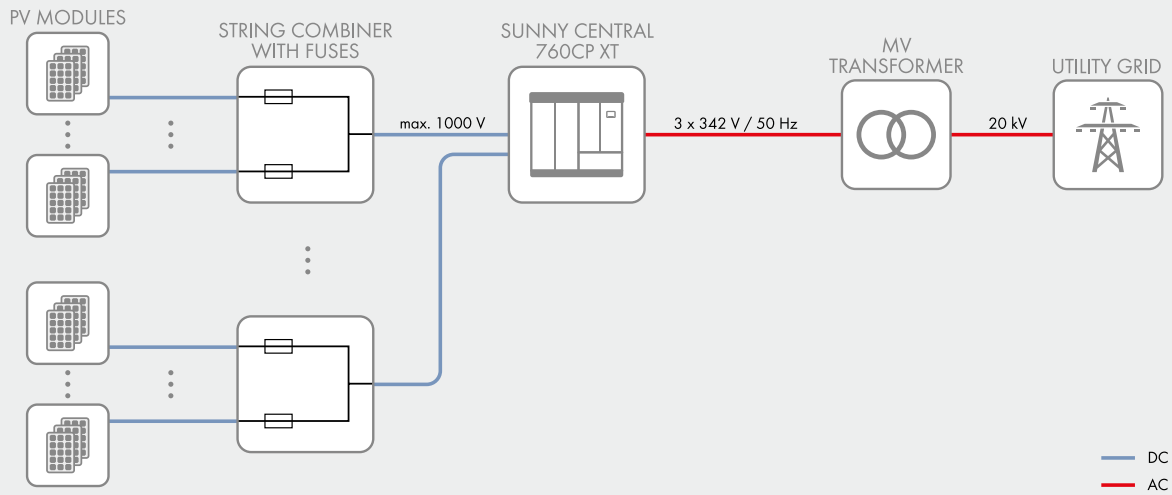 PV MODULES
STRING COMBINER
WITH FUSES
SUNNY CENTRAL
760CP XT
MV
TRANSFORMER
UTILITY GRID
max. 1000 V
3 x 342 V / 50 Hz
20 kV
DC
AC